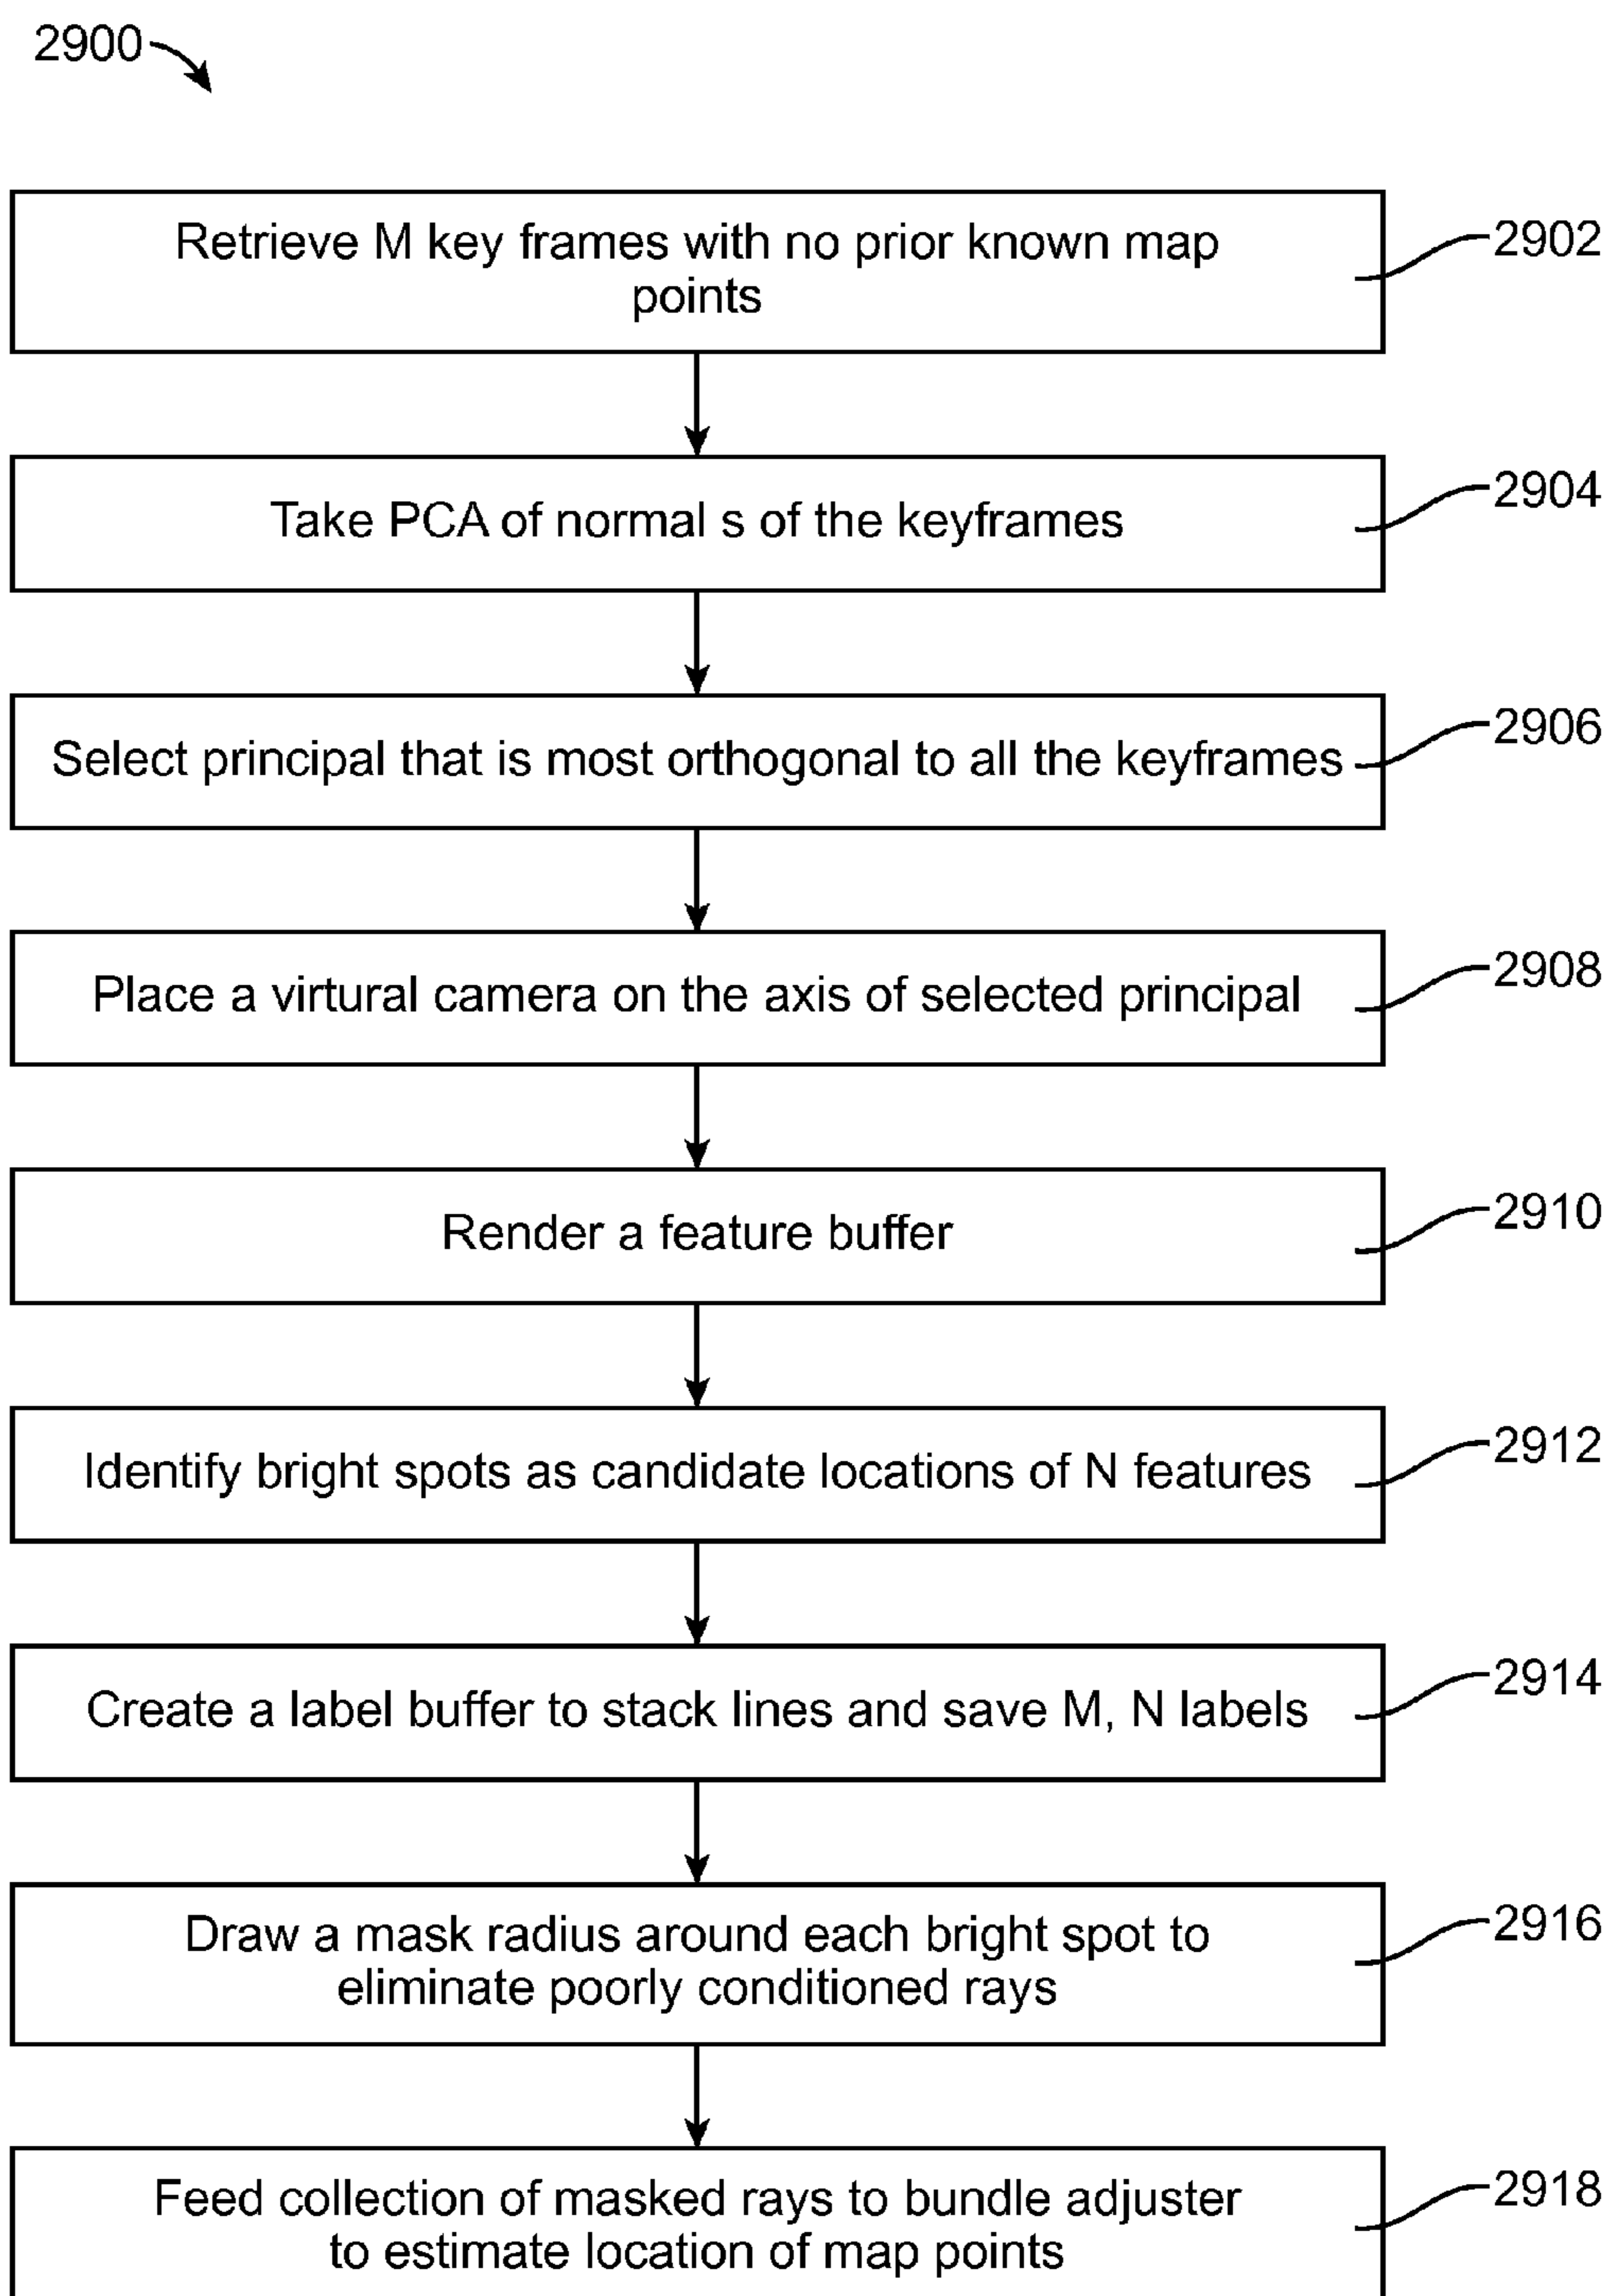 2900
Retrieve M key frames with no prior known map
points
2902
Take PCA of normal s of the keyframes
2904
Select principal that is most orthogonal to all the keyframes
2906
Place a virtural camera on the axis of selected principal
2908
Render a feature buffer
2910
Identify bright spots as candidate locations of N features
2912
Create a label buffer to stack lines and save M, N labels
2914
Draw a mask radius around each bright spot to
eliminate poorly conditioned rays
2916
Feed collection of masked rays to bundle adjuster
to estimate location of map points
2918